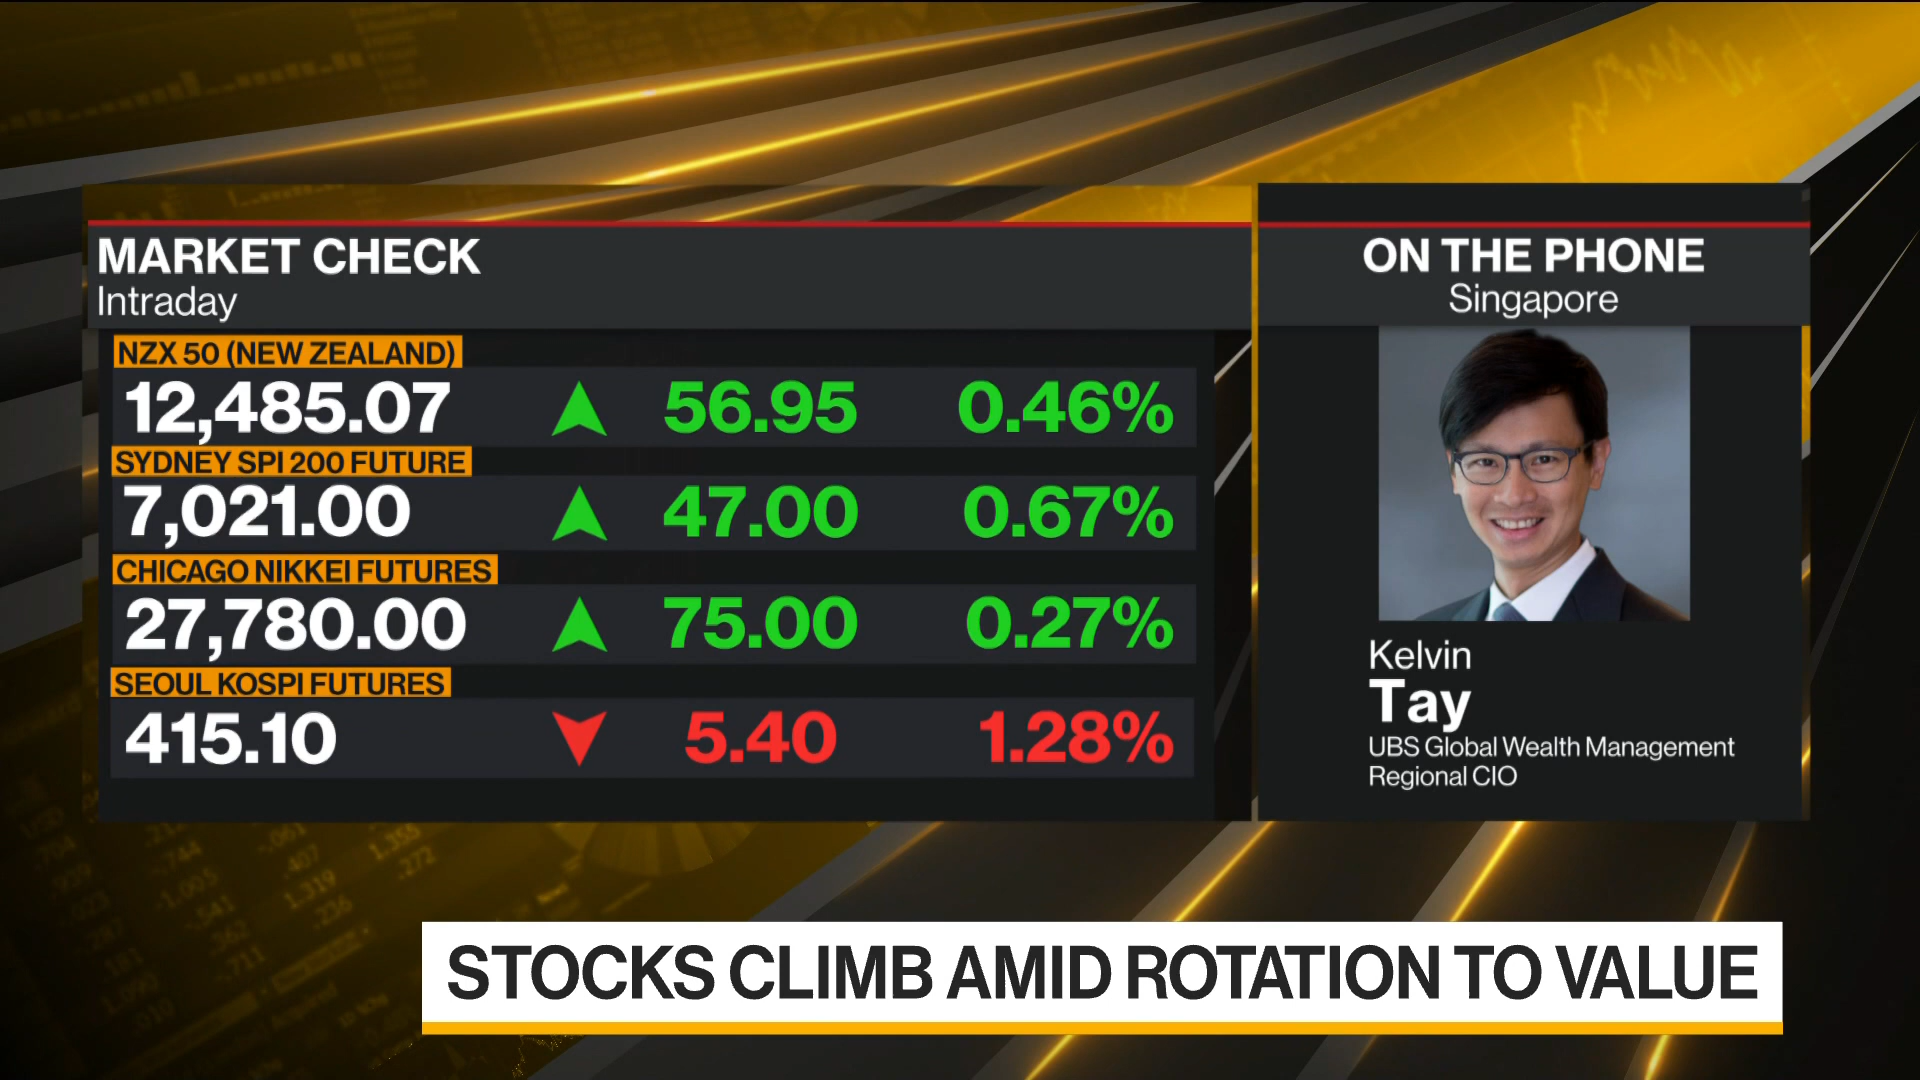 MARKET CHECK
Intraday
NZX 50 (NEW ZEALAND)
12,485.07 ▲ 56.95 0.46%
SYDNEY SPI 200 FUTURE
7,021.00 ▲ 47.00 0.67%
CHICAGO NIKKEI FUTURES
27,780.00 ▲ 75.00 0.27%
SEOUL KOSPI FUTURES
415.10 ▼ 5.40 1.28%
ON THE PHONE
Singapore
Kelvin
Tay
UBS Global Wealth Management
Regional CIO
STOCKS CLIMB AMID ROTATION TO VALUE